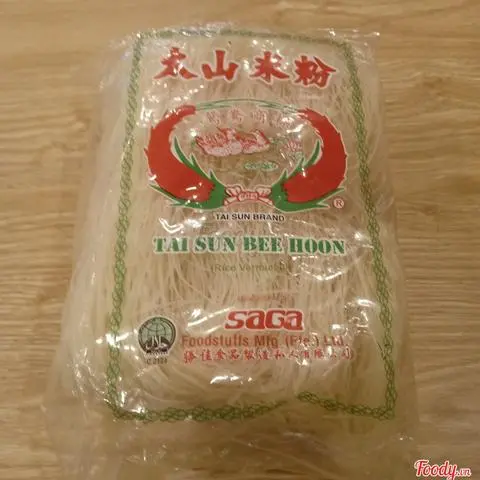 太山米粉
TAI SUN BRAND
®
TAI SUN BEE HOON
(Rice Vermicelli)
SaGa
Foodstuffs Mfg. (Pte.) Ltd.
Foody.vn